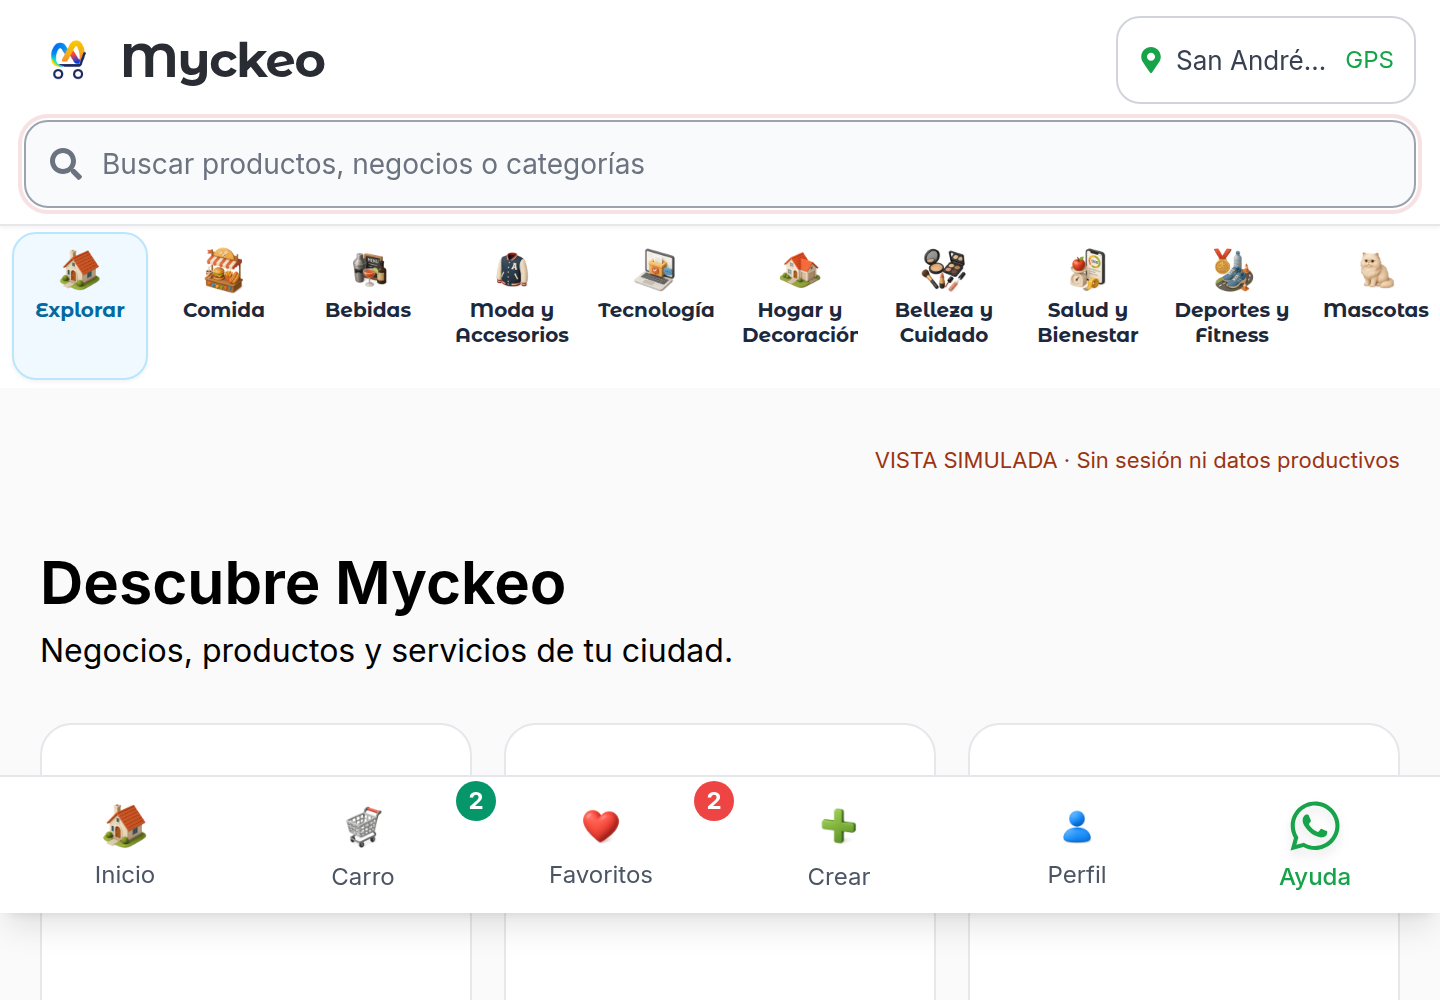 Myckeo
San André... GPS
Buscar productos, negocios o categorías
Explorar
Comida
Bebidas
Moda y
Accesorios
Tecnología
Hogar y
Decoración
Belleza y
Cuidado
Salud y
Bienestar
Deportes y
Fitness
Mascotas
VISTA SIMULADA · Sin sesión ni datos productivos
Descubre Myckeo
Negocios, productos y servicios de tu ciudad.
Inicio
2
Carro
2
Favoritos
Crear
Perfil
Ayuda